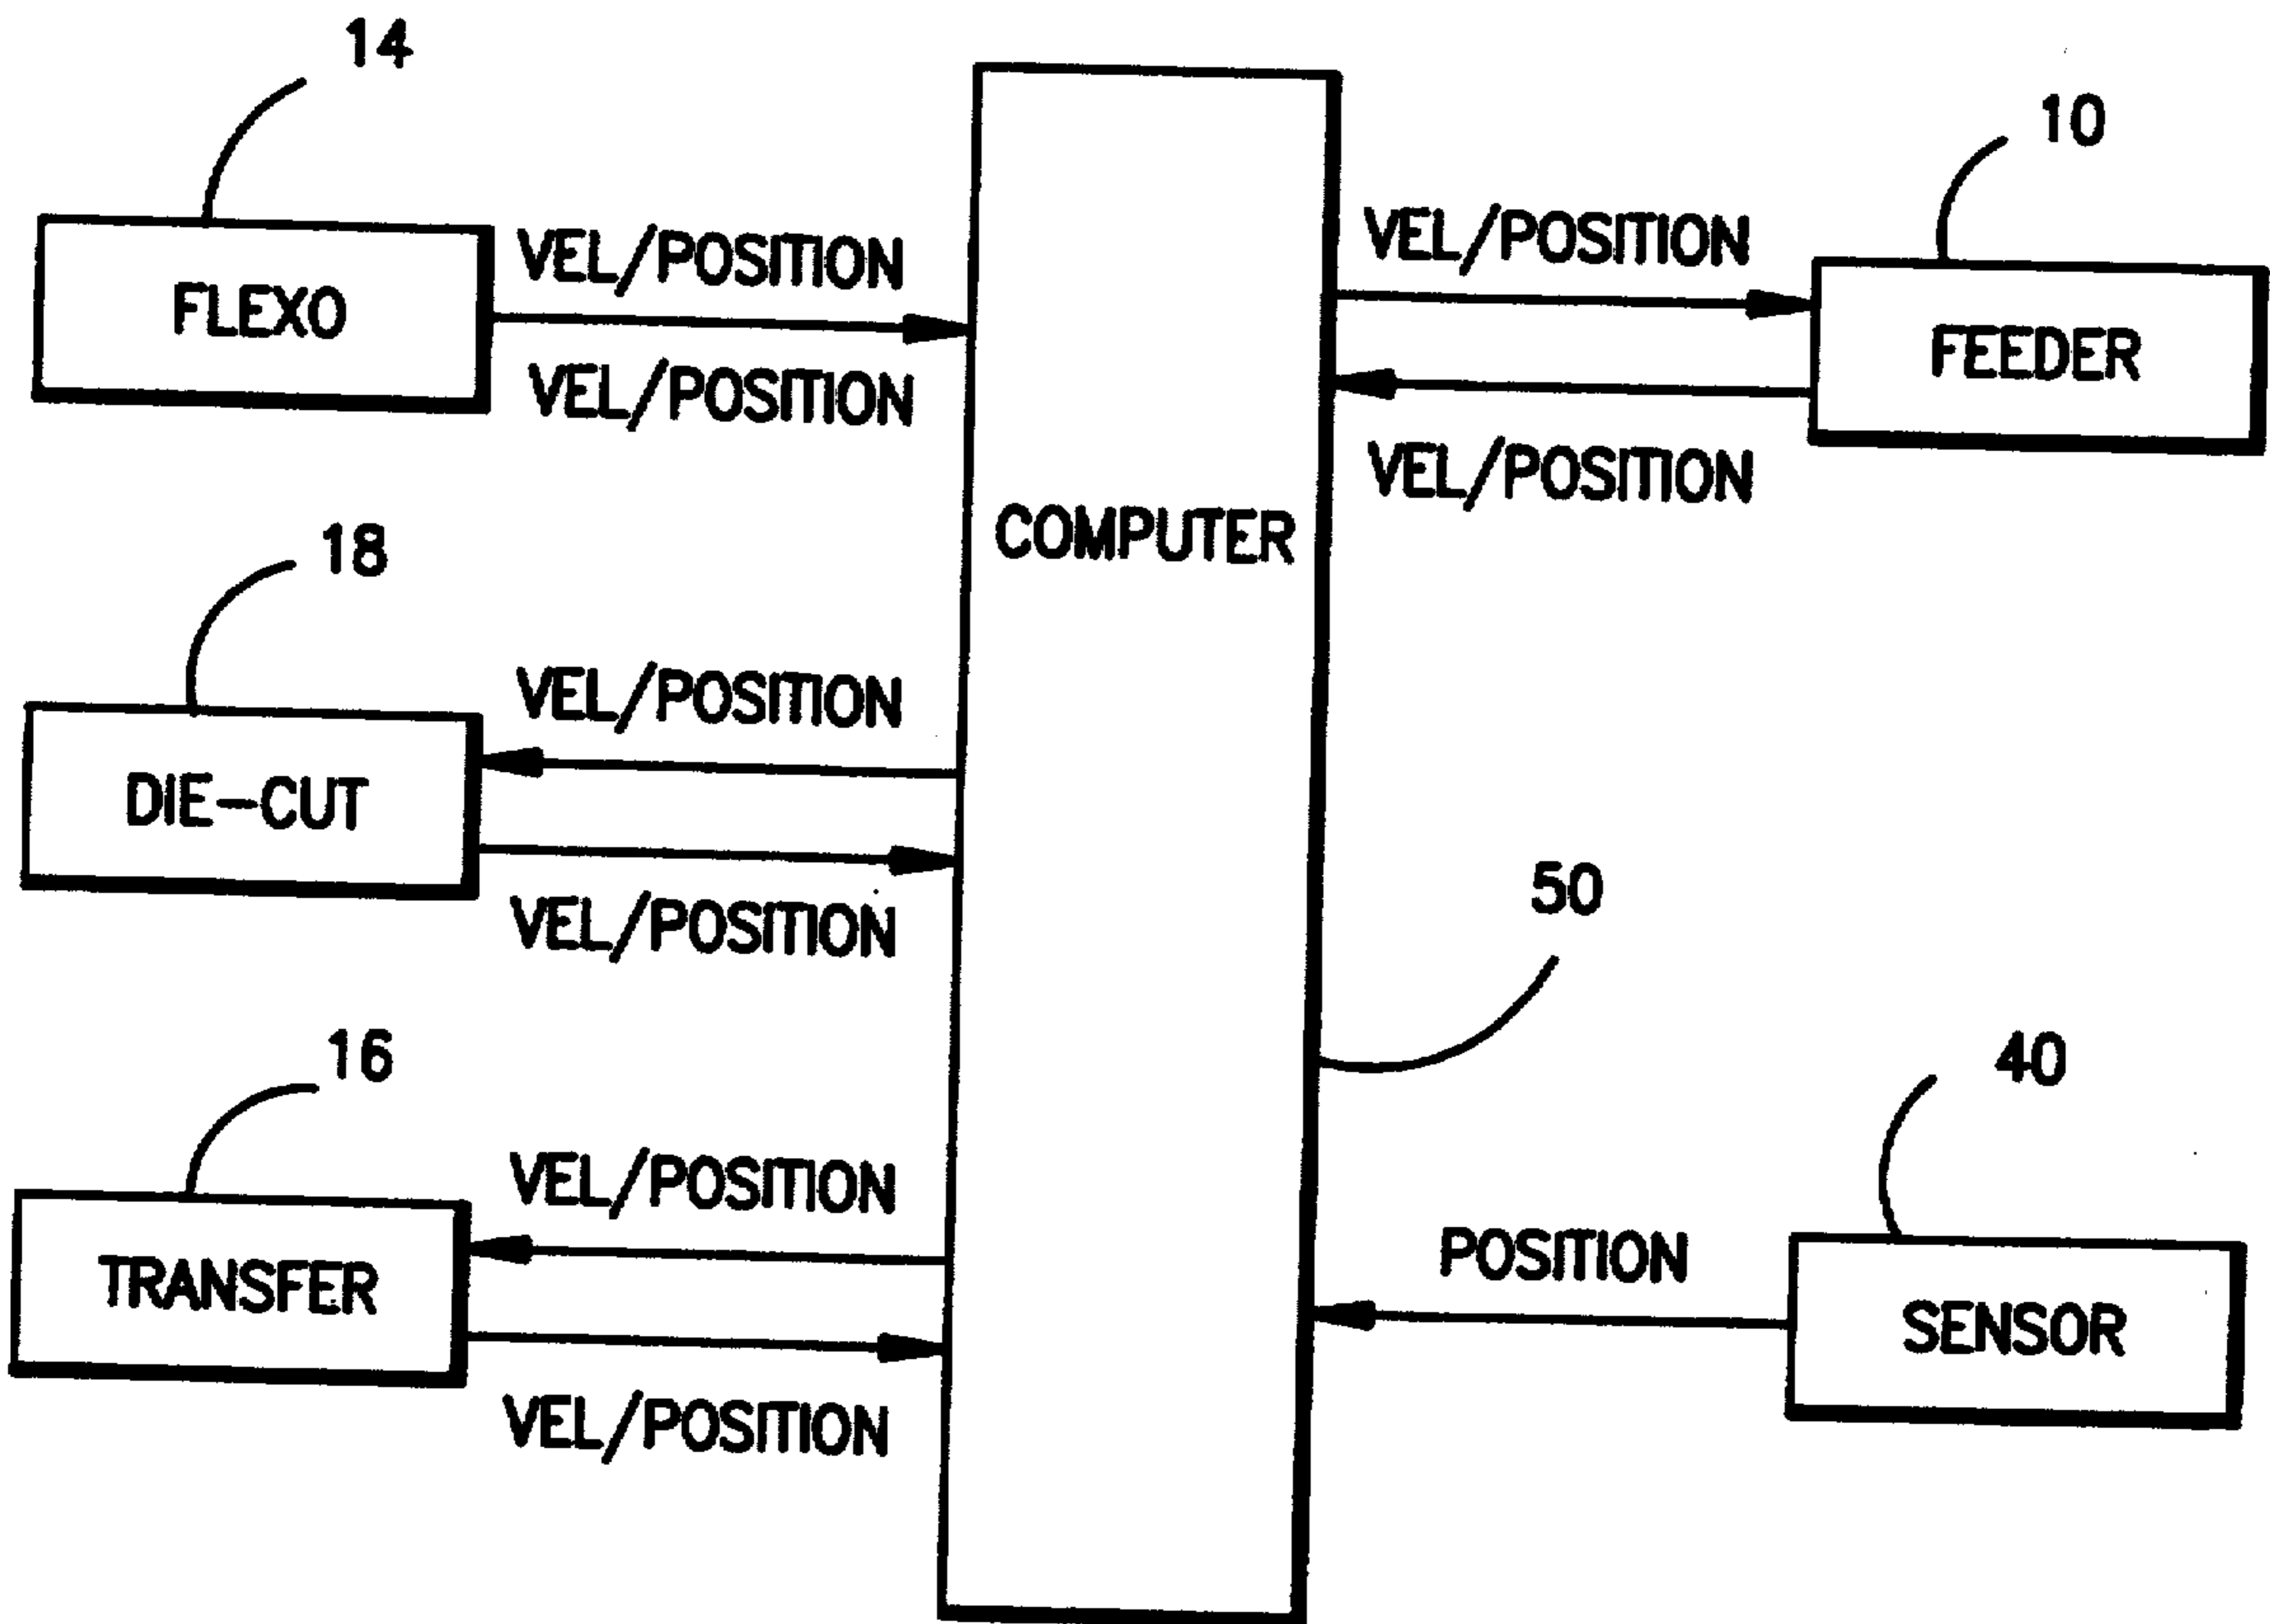 14
10
VEL/POSITION
VEL/POSITION
FLEXO
FEEDER
VEL/POSITION
VEL/POSITION
COMPUTER
18
VEL/POSITION
DIE-CUT
50
VEL/POSITION
16
40
VEL/POSITION
POSITION
TRANSFER
SENSOR
VEL/POSITION